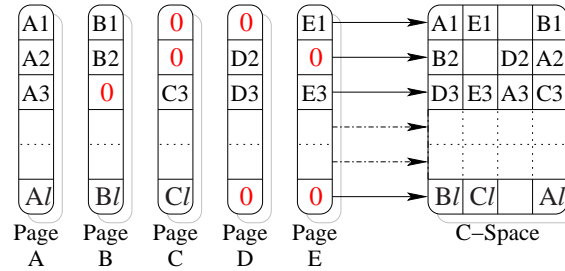 A1 B1 0 0 E1 A1 E1 B1
A2 B2 0 D2 0 B2 D2 A2
A3 0 C3 D3 E3 D3 E3 A3 C3
Al Bl Cl 0 0 Bl Cl Al
Page Page Page Page Page C–Space
A B C D E